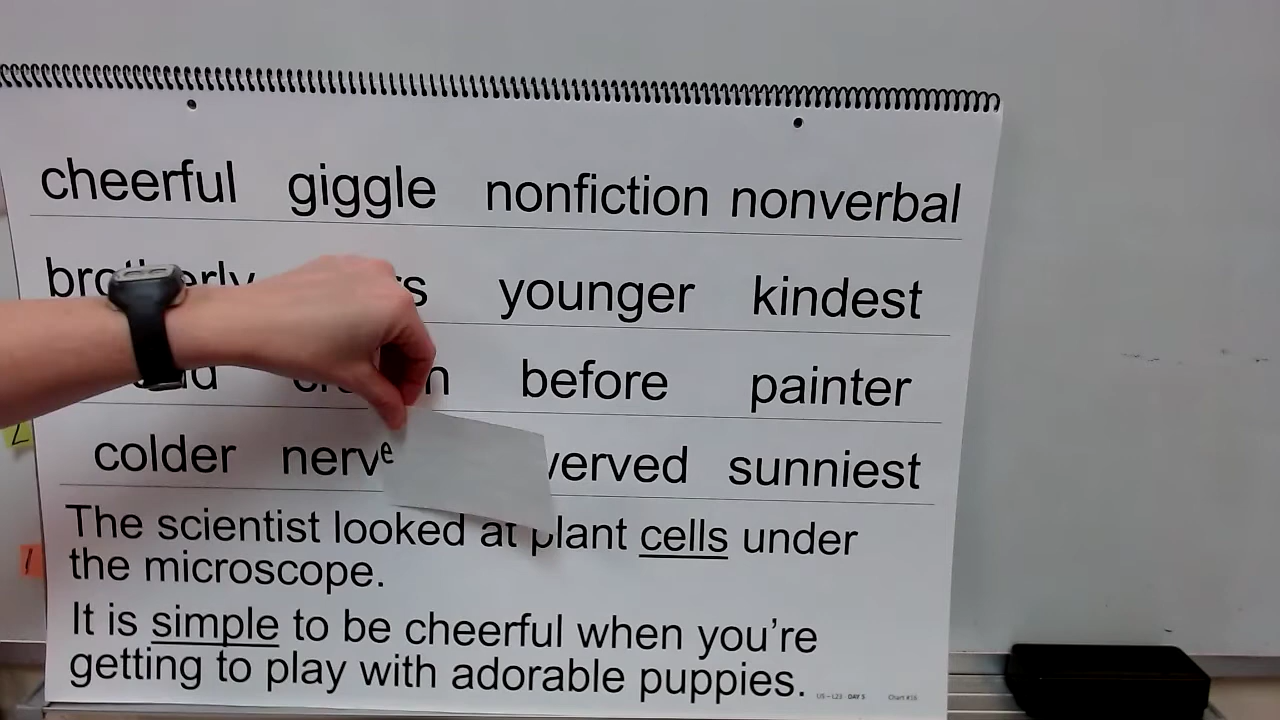 cheerful giggle nonfiction nonverbal
younger kindest
before painter
colder nerve sunniest
The scientist looked at plant cells under
the microscope.
It is simple to be cheerful when you're
getting to play with adorable puppies.